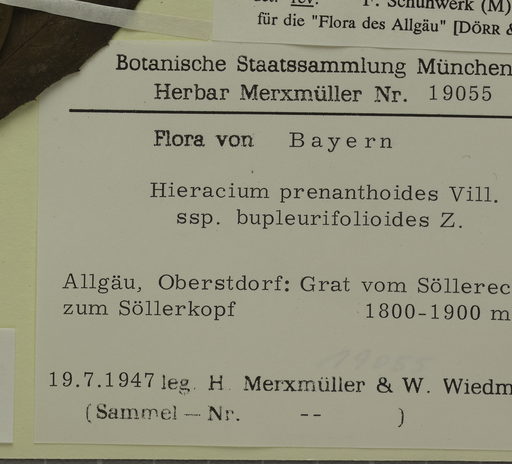 F. Schuhwerk (M)
für die "Flora des Allgäu" [DÖRR &
Botanische Staatssammlung München
Herbar Merxmüller Nr. 19055
Flora von Bayern
Hieracium prenanthoides Vill.
ssp. bupleurifolioides Z.
Allgäu, Oberstdorf: Grat vom Söllerec
zum Söllerkopf 1800-1900 m
19055
19.7.1947 leg. H. Merxmüller & W. Wiedm
(Sammel – Nr. -- )